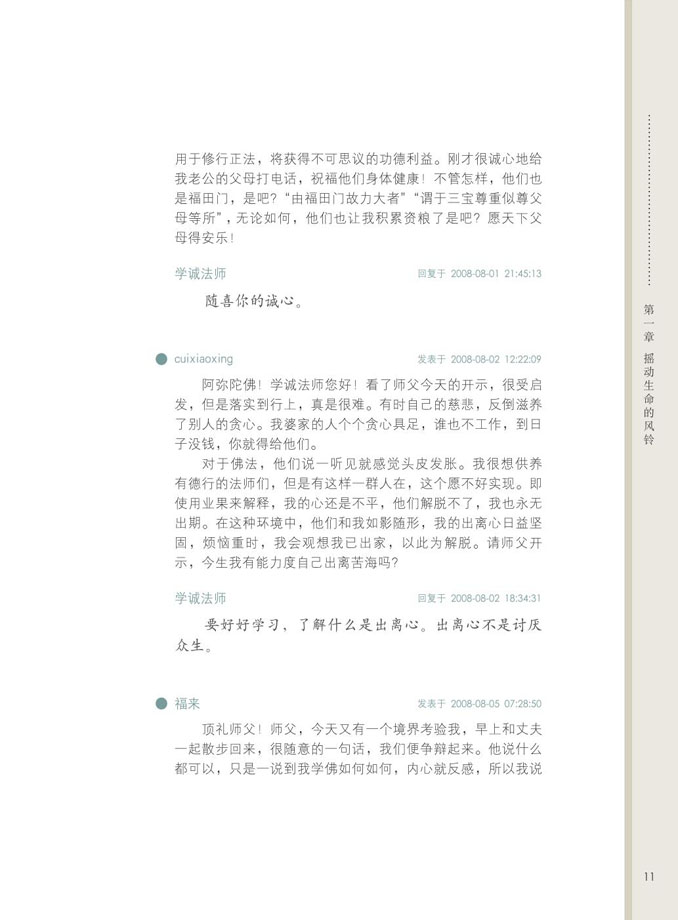 用于修行正法，将获得不可思议的功德利益。刚才很诚心地给
我老公的父母打电话，祝福他们身体健康！不管怎样，他们也
是福田门，是吧？“由福田门故力大者”“谓于三宝尊重似尊父
母等所”，无论如何，他们也让我积累资粮了是吧？愿天下父
母得安乐！
学诚法师 回复于 2008-08-01 21:45:13
随喜你的诚心。
cuixiaoxing 发表于 2008-08-02 12:22:09
阿弥陀佛！学诚法师您好！看了师父今天的开示，很受启
发，但是落实到行上，真是很难。有时自己的慈悲，反倒滋养
了别人的贪心。我婆家的人个个贪心具足，谁也不工作，到日
子没钱，你就得给他们。
对于佛法，他们说一听见就感觉头皮发胀。我很想供养
有德行的法师们，但是有这样一群人在，这个愿不好实现。即
使用业果来解释，我的心还是不平，他们解脱不了，我也永无
出期。在这种环境中，他们和我如影随形，我的出离心日益坚
固，烦恼重时，我会观想我已出家，以此为解脱。请师父开
示，今生我有能力度自己出离苦海吗？
学诚法师 回复于 2008-08-02 18:34:31
要好好学习、了解什么是出离心。出离心不是讨厌
众生。
福来 发表于 2008-08-05 07:28:50
顶礼师父！师父，今天又有一个境界考验我，早上和丈夫
一起散步回来，很随意的一句话，我们便争辩起来。他说什么
都可以，只是一说到我学佛如何如何，内心就反感，所以我说
第一章 摇动生命的风铃
11